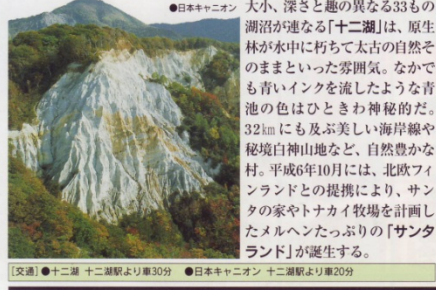 ●日本キャニオン
大小、深さと趣の異なる33もの
湖沼が連なる「十二湖」は、原生
林が水中に朽ちて太古の自然そ
のままといった雰囲気。なかで
も青いインクを流したような青
池の色はひときわ神秘的だ。
32㎞にも及ぶ美しい海岸線や
秘境白神山地など、自然豊かな
村。平成6年10月には、北欧フィ
ンランドとの提携により、サン
タの家やトナカイ牧場を計画し
たメルヘンたっぷりの「サンタ
ランド」が誕生する。
[交通]●十二湖 十二湖駅より車30分 ●日本キャニオン 十二湖駅より車20分